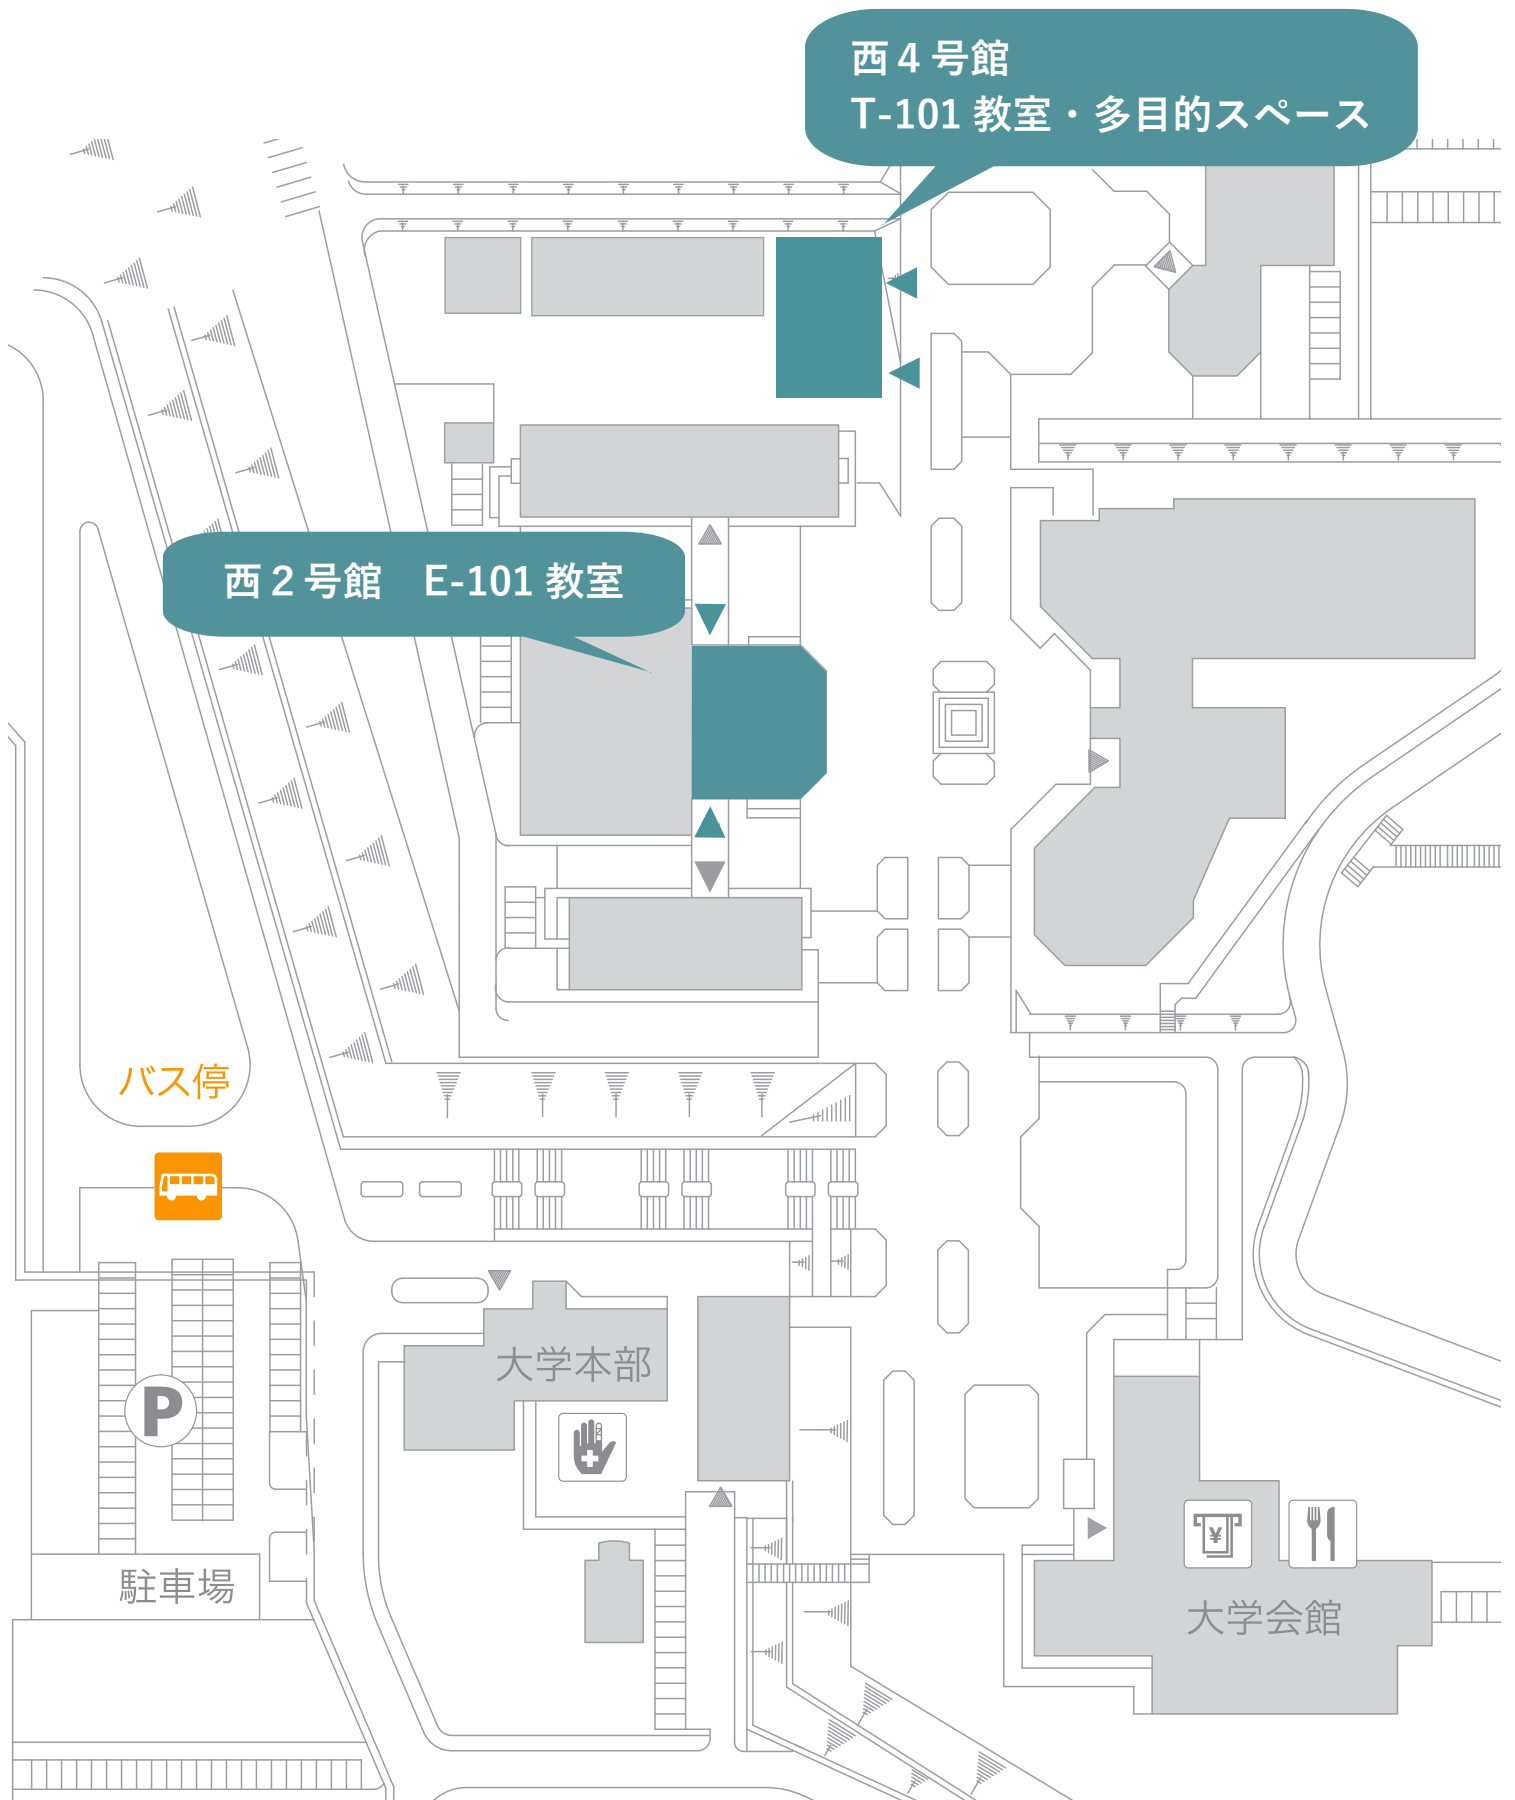 西４号館
T-101 教室・多目的スペース
西２号館　E-101 教室
バス停
大学本部
P
¥
駐車場
大学会館